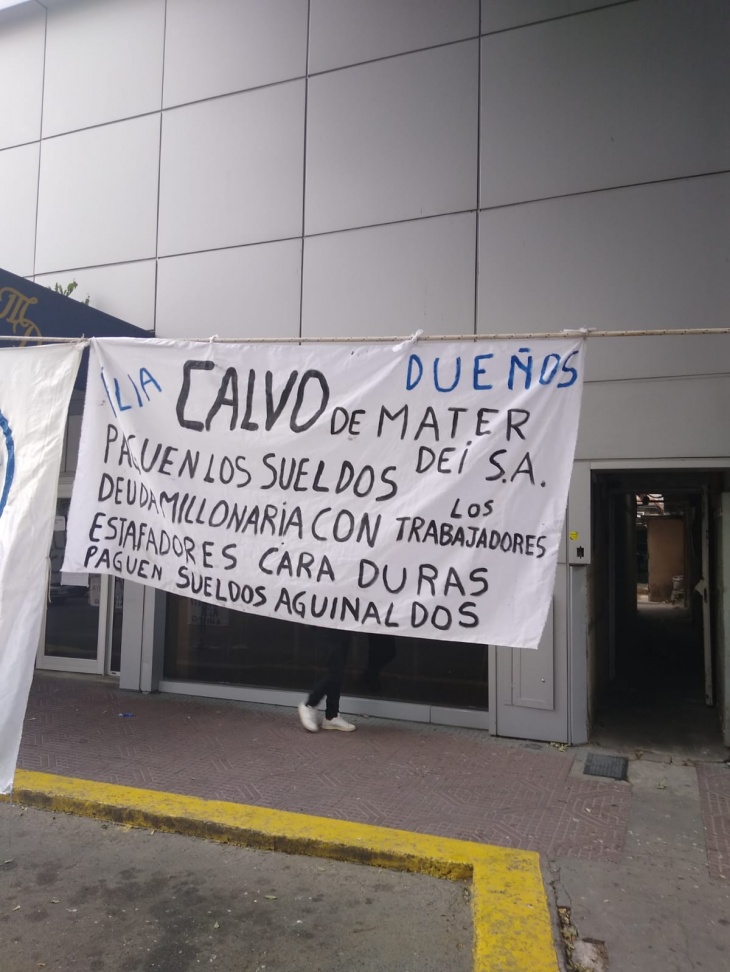 ILIA CALVO DUEÑOS
DE MATER
DEI S.A.
PAGUEN LOS SUELDOS
DEUDA MILLONARIA CON LOS TRABAJADORES
ESTAFADORES CARA DURAS
PAGUEN SUELDOS AGUINALDOS